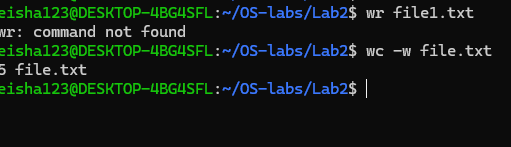 eisha123@DESKTOP-4BG4SFL:~/OS-labs/Lab2$ wr file1.txt
wr: command not found
eisha123@DESKTOP-4BG4SFL:~/OS-labs/Lab2$ wc -w file.txt
5 file.txt
eisha123@DESKTOP-4BG4SFL:~/OS-labs/Lab2$